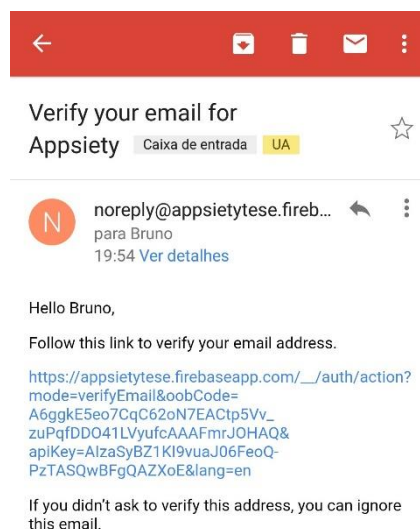 Verify your email for
Appsiety Caixa de entrada UA
N
noreply@appsietytese.fireb...
para Bruno
19:54 Ver detalhes
Hello Bruno,
Follow this link to verify your email address.
https://appsietytese.firebaseapp.com/__/auth/action?
mode=verifyEmail&oobCode=
A6ggkE5eo7CqC62oN7EACtp5Vv_
zuPqfDDO41LVyufcAAAFmrJOHAQ&
apiKey=AIzaSyBZ1KI9vuaJ06FeoQ-
PzTASQwBFgQAZXoE&lang=en
If you didn't ask to verify this address, you can ignore
this email.